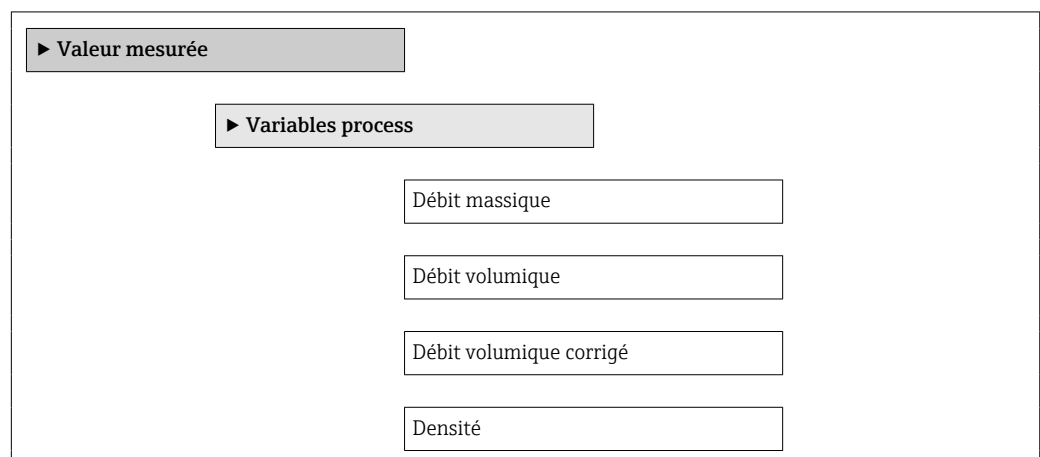 ▶ Valeur mesurée
▶ Variables process
Débit massique
Débit volumique
Débit volumique corrigé
Densité